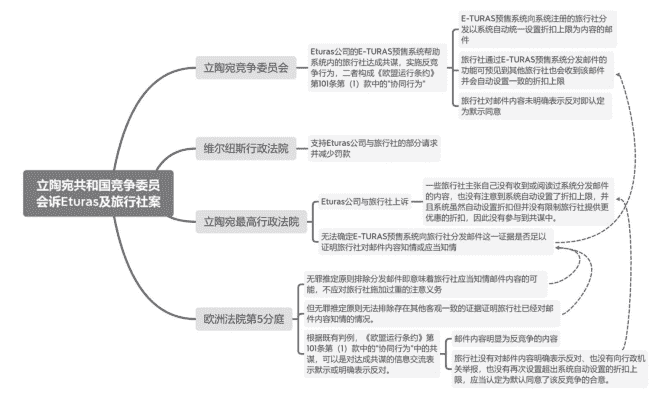 立陶宛共和国竞争委员
会诉Eturas及旅行社案
立陶宛竞争委员会
Eturas公司的E-TURAS预售系统帮助
系统内的旅行社达成共谋，实施反竞
争行为，二者构成《欧盟运行条约》
第101条第（1）款中的“协同行为”
E-TURAS预售系统向系统注册的旅行社分
发以系统自动统一设置折扣上限为内容的邮
件
旅行社通过E-TURAS预售系统分发邮件的
功能可预见到其他旅行社也会收到该邮件
并会自动设置一致的折扣上限
旅行社对邮件内容未明确表示反对即认定
为默示同意
维尔纽斯行政法院
支持Eturas公司与旅行社的部分请求
并减少罚款
立陶宛最高行政法院
Eturas公司与旅行社上诉
一些旅行社主张自己没有收到或阅读过系统分发邮件
的内容，也没有注意到系统自动设置了折扣上限，并
且系统虽然自动设置折扣但并没有限制旅行社提供更
优惠的折扣，因此没有参与到共谋中。
无法确定E-TURAS预售系统向旅行社分发邮件这一证据是否足以
证明旅行社对邮件内容知情或应当知情
欧洲法院第5分庭
无罪推定原则排除分发邮件即意味着旅行社应当知情邮件内容的可
能，不应对旅行社施加过重的注意义务
但无罪推定原则无法排除存在其他客观一致的证据证明旅行社已经对邮
件内容知情的情况。
根据既有判例，《欧盟运行条约》第
101条第（1）款中的“协同行为”中的共
谋，可以是对达成共谋的信息交流表
示默示或明确表示反对。
邮件内容明显为反竞争的内容
旅行社没有对邮件内容明确表示反对、也没有向行政机
关举报，也没有再次设置超出系统自动设置的折扣上
限，应当认定为默认同意了该反竞争的合意。